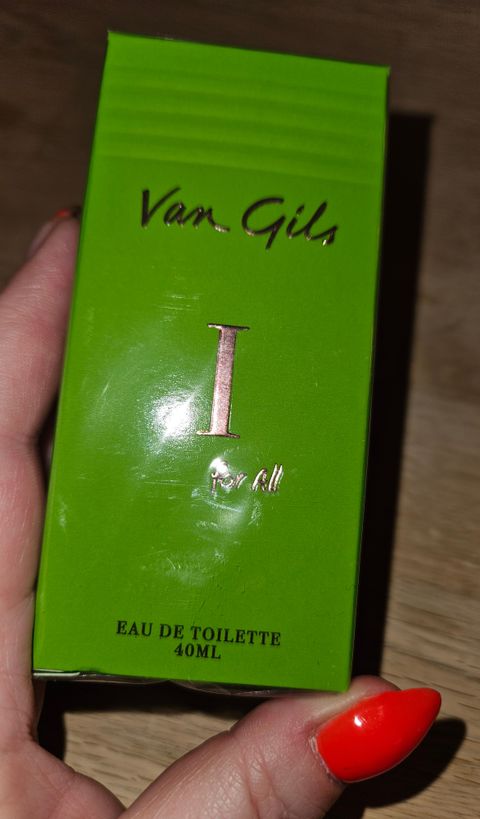 Van Gils
I
for all
EAU DE TOILETTE
40ML